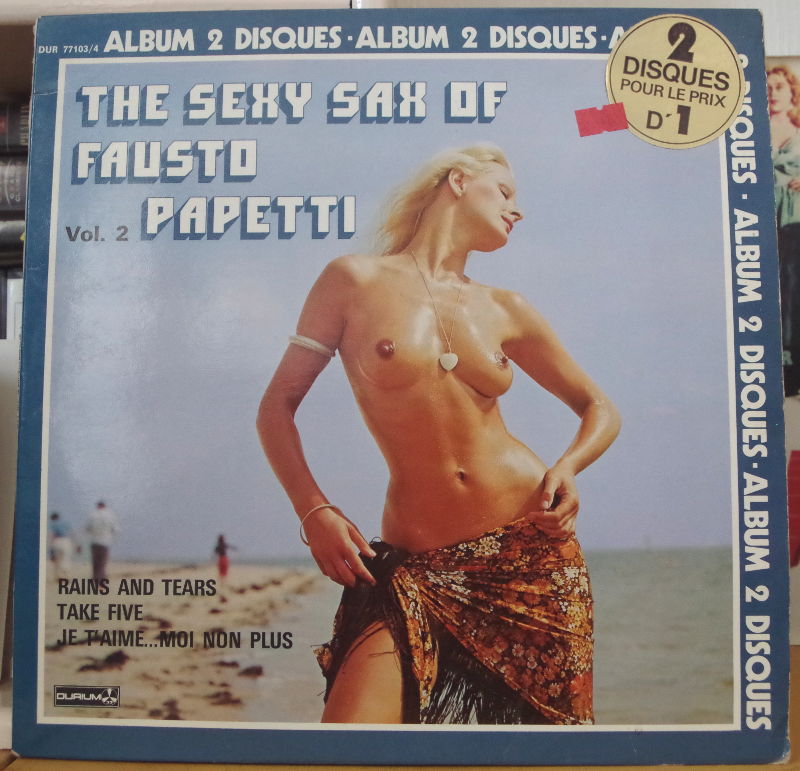 DUR 77103/4 ALBUM 2 DISQUES · ALBUM 2 DISQUES · A
2
DISQUES
POUR LE PRIX
D'1
2 DISQUES · ALBUM 2 DISQUES · ALBUM 2 DISQUES
THE SEXY SAX OF
FAUSTO
Vol. 2 PAPETTI
RAINS AND TEARS
TAKE FIVE
JE T'AIME...MOI NON PLUS
DURIUM